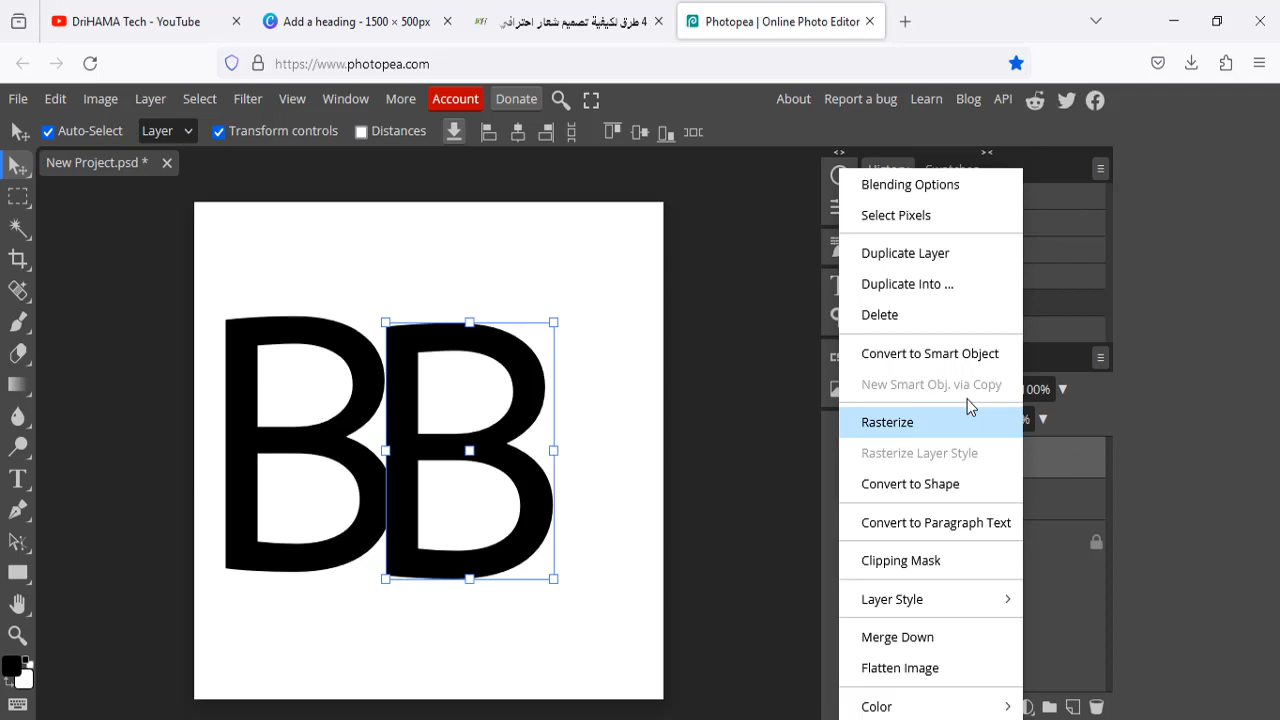 DriHAMA Tech - YouTube
Add a heading - 1500 × 500px
4 طرق لكيفية تصميم شعار احترافي
Photopea | Online Photo Editor
https://www.photopea.com
File Edit Image Layer Select Filter View Window More Account Donate
About Report a bug Learn Blog API
Auto-Select Layer Transform controls Distances
New Project.psd *
History Swatches
Blending Options
Select Pixels
Duplicate Layer
Duplicate Into ...
Delete
Convert to Smart Object
New Smart Obj. via Copy
100%
Rasterize
%
Rasterize Layer Style
Convert to Shape
Convert to Paragraph Text
Clipping Mask
Layer Style
Merge Down
Flatten Image
Color
BB